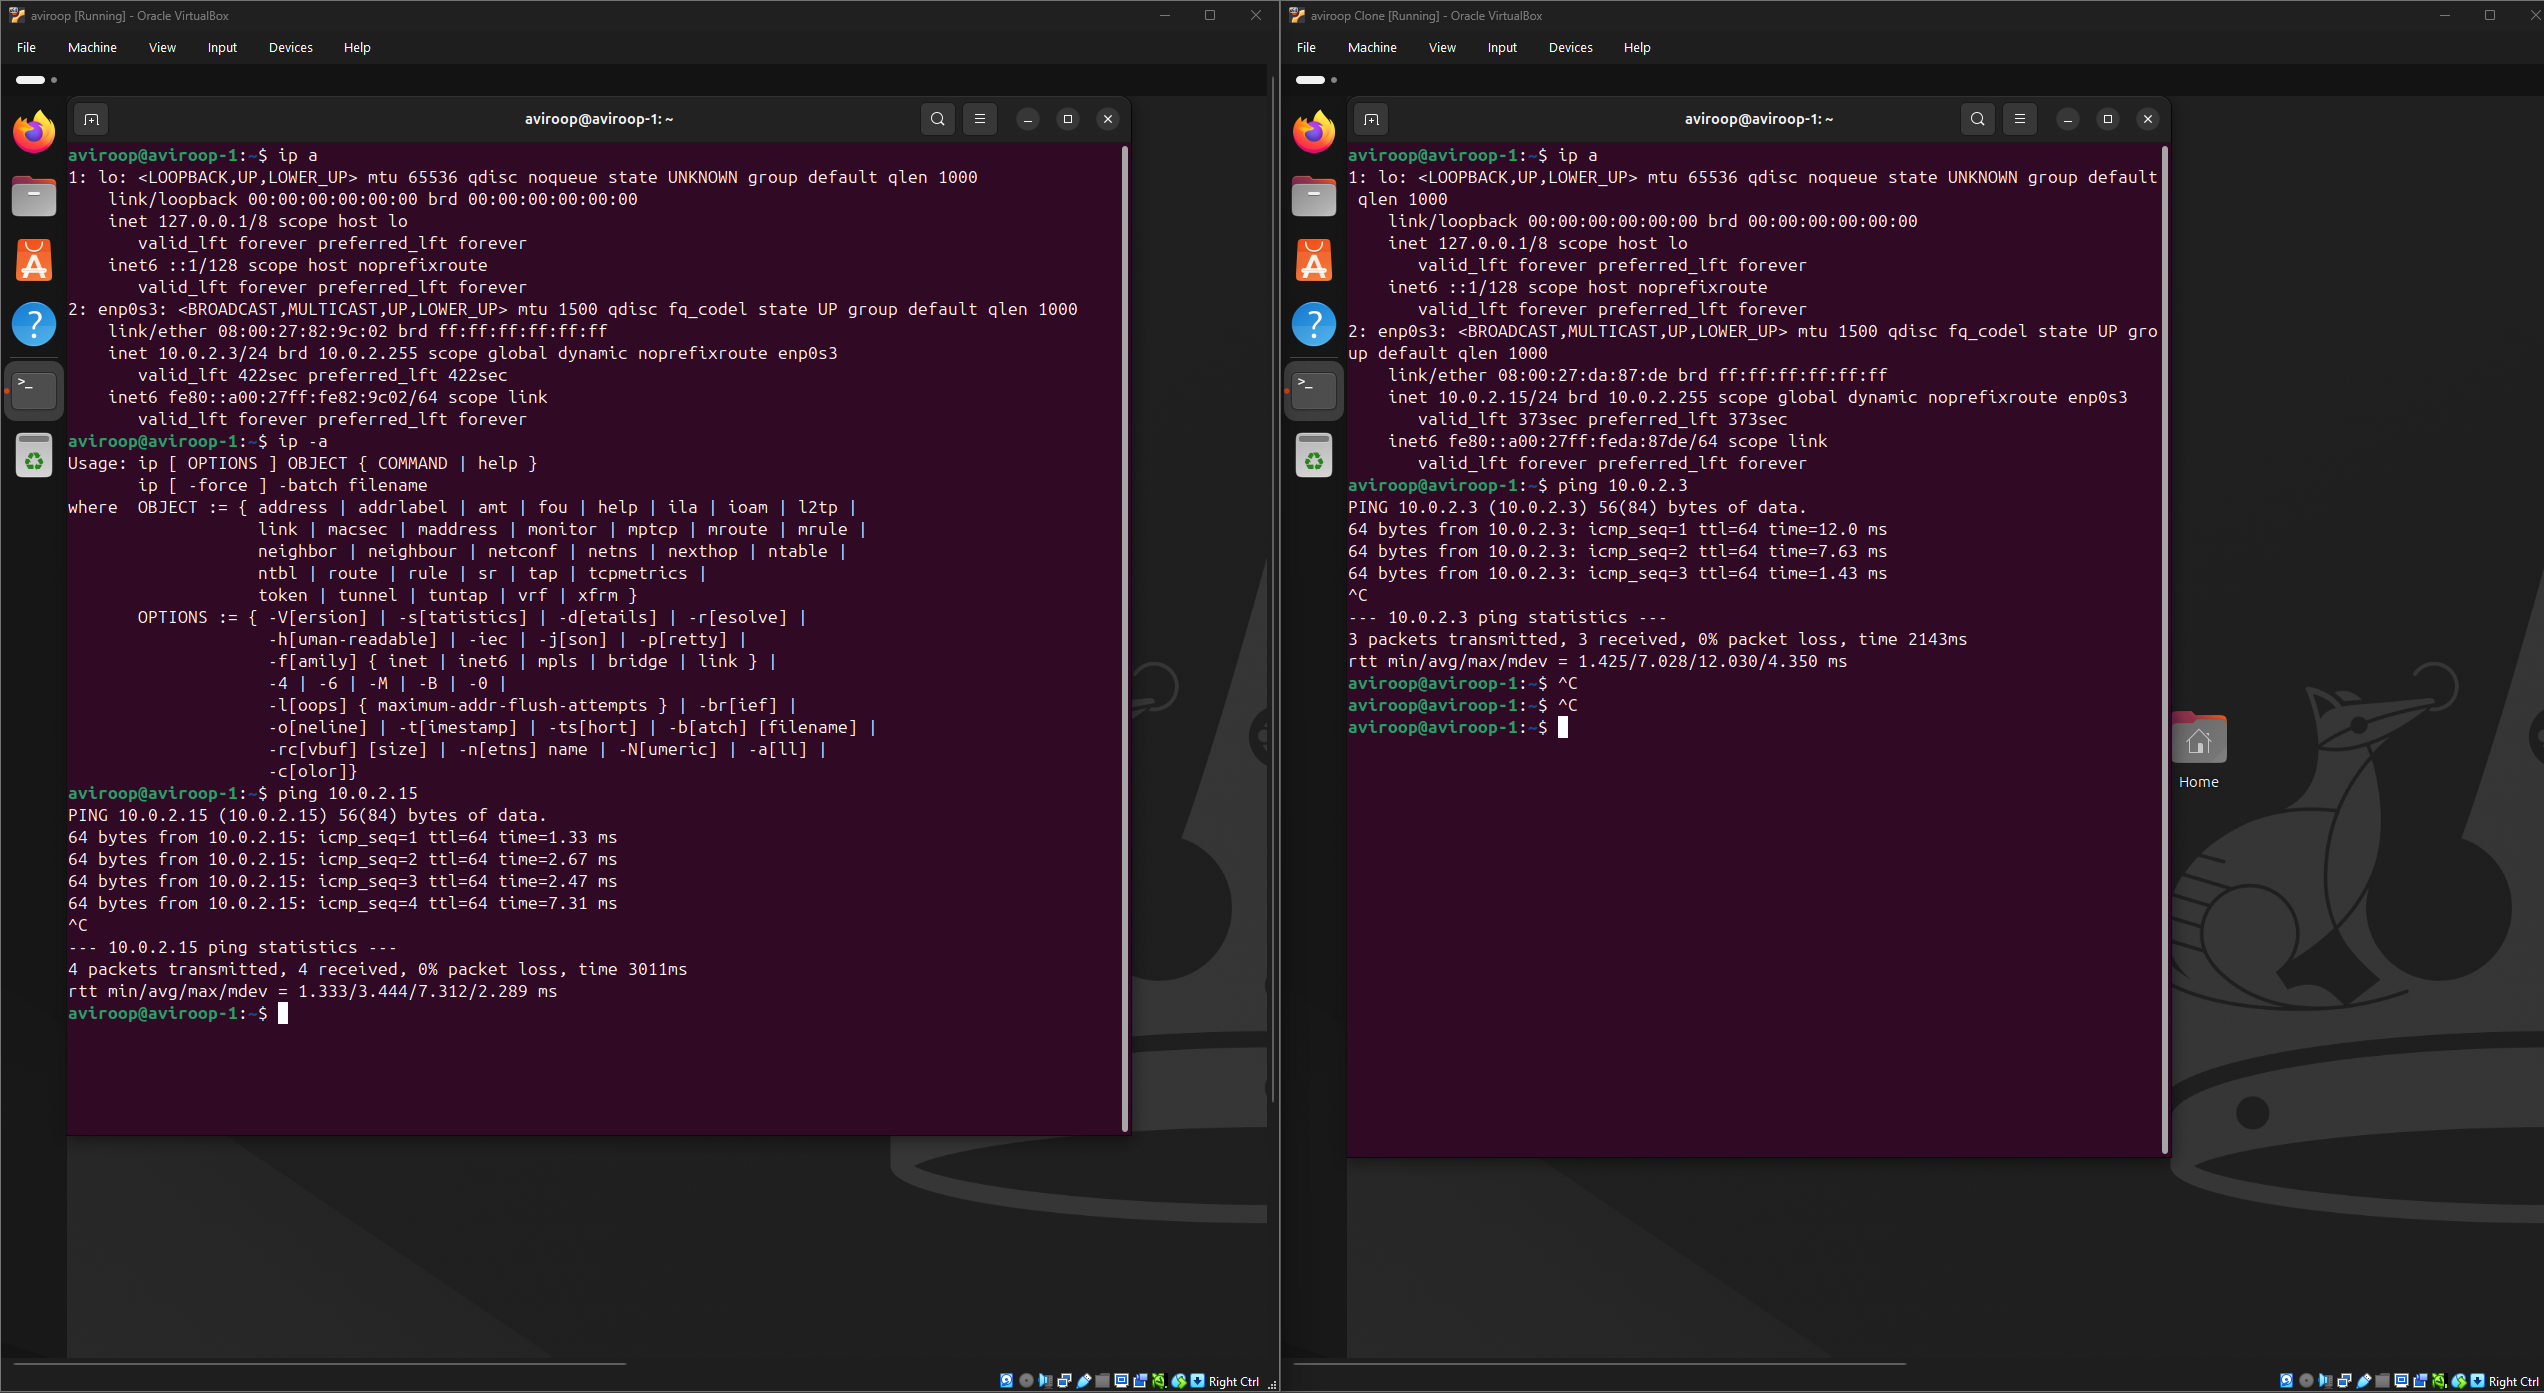 aviroop [Running] - Oracle VirtualBox
File Machine View Input Devices Help
aviroop@aviroop-1: ~
aviroop@aviroop-1:~$ ip a
1: lo: <LOOPBACK,UP,LOWER_UP> mtu 65536 qdisc noqueue state UNKNOWN group default qlen 1000
    link/loopback 00:00:00:00:00:00 brd 00:00:00:00:00:00
    inet 127.0.0.1/8 scope host lo
       valid_lft forever preferred_lft forever
    inet6 ::1/128 scope host noprefixroute
       valid_lft forever preferred_lft forever
2: enp0s3: <BROADCAST,MULTICAST,UP,LOWER_UP> mtu 1500 qdisc fq_codel state UP group default qlen 1000
    link/ether 08:00:27:82:9c:02 brd ff:ff:ff:ff:ff:ff
    inet 10.0.2.3/24 brd 10.0.2.255 scope global dynamic noprefixroute enp0s3
       valid_lft 422sec preferred_lft 422sec
    inet6 fe80::a00:27ff:fe82:9c02/64 scope link
       valid_lft forever preferred_lft forever
aviroop@aviroop-1:~$ ip -a
Usage: ip [ OPTIONS ] OBJECT { COMMAND | help }
       ip [ -force ] -batch filename
where  OBJECT := { address | addrlabel | amt | fou | help | ila | ioam | l2tp |
                   link | macsec | maddress | monitor | mptcp | mroute | mrule |
                   neighbor | neighbour | netconf | netns | nexthop | ntable |
                   ntbl | route | rule | sr | tap | tcpmetrics |
                   token | tunnel | tuntap | vrf | xfrm }
       OPTIONS := { -V[ersion] | -s[tatistics] | -d[etails] | -r[esolve] |
                    -h[uman-readable] | -iec | -j[son] | -p[retty] |
                    -f[amily] { inet | inet6 | mpls | bridge | link } |
                    -4 | -6 | -M | -B | -0 |
                    -l[oops] { maximum-addr-flush-attempts } | -br[ief] |
                    -o[neline] | -t[imestamp] | -ts[hort] | -b[atch] [filename] |
                    -rc[vbuf] [size] | -n[etns] name | -N[umeric] | -a[ll] |
                    -c[olor]}
aviroop@aviroop-1:~$ ping 10.0.2.15
PING 10.0.2.15 (10.0.2.15) 56(84) bytes of data.
64 bytes from 10.0.2.15: icmp_seq=1 ttl=64 time=1.33 ms
64 bytes from 10.0.2.15: icmp_seq=2 ttl=64 time=2.67 ms
64 bytes from 10.0.2.15: icmp_seq=3 ttl=64 time=2.47 ms
64 bytes from 10.0.2.15: icmp_seq=4 ttl=64 time=7.31 ms
^C
--- 10.0.2.15 ping statistics ---
4 packets transmitted, 4 received, 0% packet loss, time 3011ms
rtt min/avg/max/mdev = 1.333/3.444/7.312/2.289 ms
aviroop@aviroop-1:~$
Right Ctrl
aviroop Clone [Running] - Oracle VirtualBox
File Machine View Input Devices Help
aviroop@aviroop-1: ~
aviroop@aviroop-1:~$ ip a
1: lo: <LOOPBACK,UP,LOWER_UP> mtu 65536 qdisc noqueue state UNKNOWN group default
 qlen 1000
    link/loopback 00:00:00:00:00:00 brd 00:00:00:00:00:00
    inet 127.0.0.1/8 scope host lo
       valid_lft forever preferred_lft forever
    inet6 ::1/128 scope host noprefixroute
       valid_lft forever preferred_lft forever
2: enp0s3: <BROADCAST,MULTICAST,UP,LOWER_UP> mtu 1500 qdisc fq_codel state UP gro
up default qlen 1000
    link/ether 08:00:27:da:87:de brd ff:ff:ff:ff:ff:ff
    inet 10.0.2.15/24 brd 10.0.2.255 scope global dynamic noprefixroute enp0s3
       valid_lft 373sec preferred_lft 373sec
    inet6 fe80::a00:27ff:feda:87de/64 scope link
       valid_lft forever preferred_lft forever
aviroop@aviroop-1:~$ ping 10.0.2.3
PING 10.0.2.3 (10.0.2.3) 56(84) bytes of data.
64 bytes from 10.0.2.3: icmp_seq=1 ttl=64 time=12.0 ms
64 bytes from 10.0.2.3: icmp_seq=2 ttl=64 time=7.63 ms
64 bytes from 10.0.2.3: icmp_seq=3 ttl=64 time=1.43 ms
^C
--- 10.0.2.3 ping statistics ---
3 packets transmitted, 3 received, 0% packet loss, time 2143ms
rtt min/avg/max/mdev = 1.425/7.028/12.030/4.350 ms
aviroop@aviroop-1:~$ ^C
aviroop@aviroop-1:~$ ^C
aviroop@aviroop-1:~$
Home
Right Ctrl